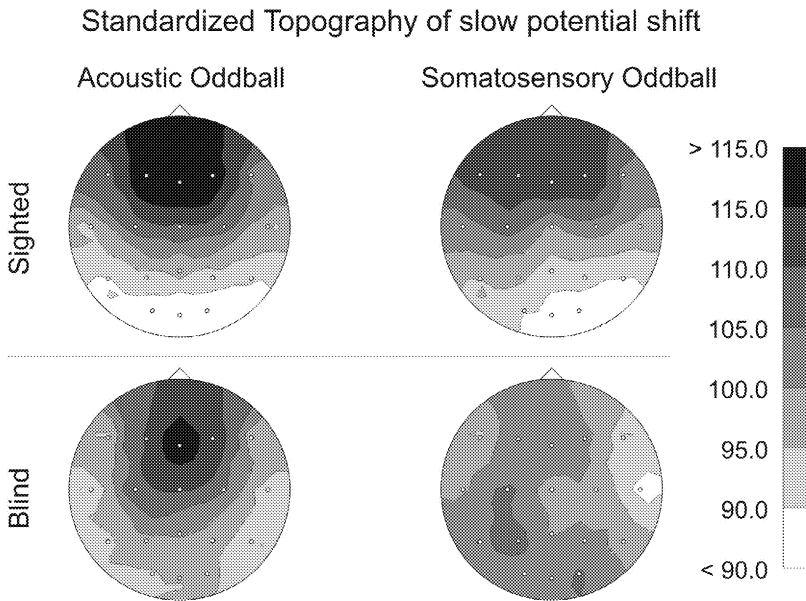 Standardized Topography of slow potential shift
Acoustic Oddball
Somatosensory Oddball
Sighted
Blind
> 115.0
115.0
110.0
105.0
100.0
95.0
90.0
< 90.0